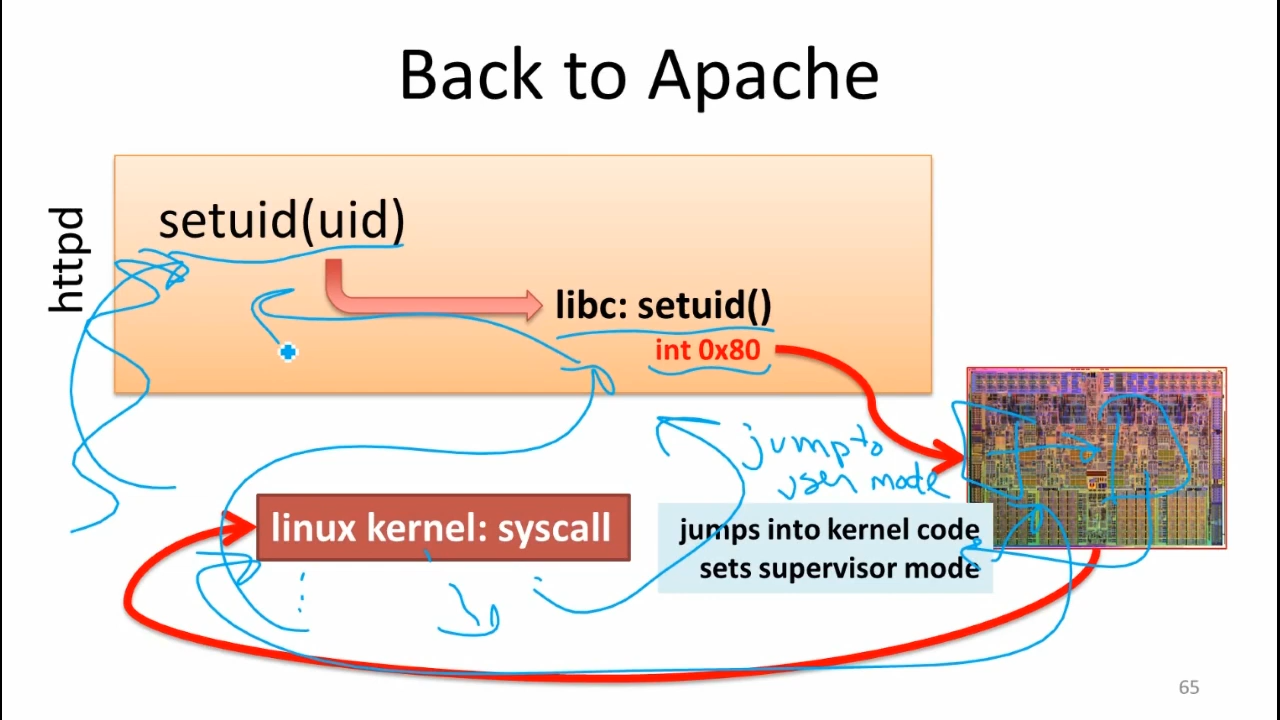 Back to Apache
httpd
setuid(uid)
libc: setuid()
int 0x80
jump to
user mode
linux kernel: syscall
jumps into kernel code
sets supervisor mode
65